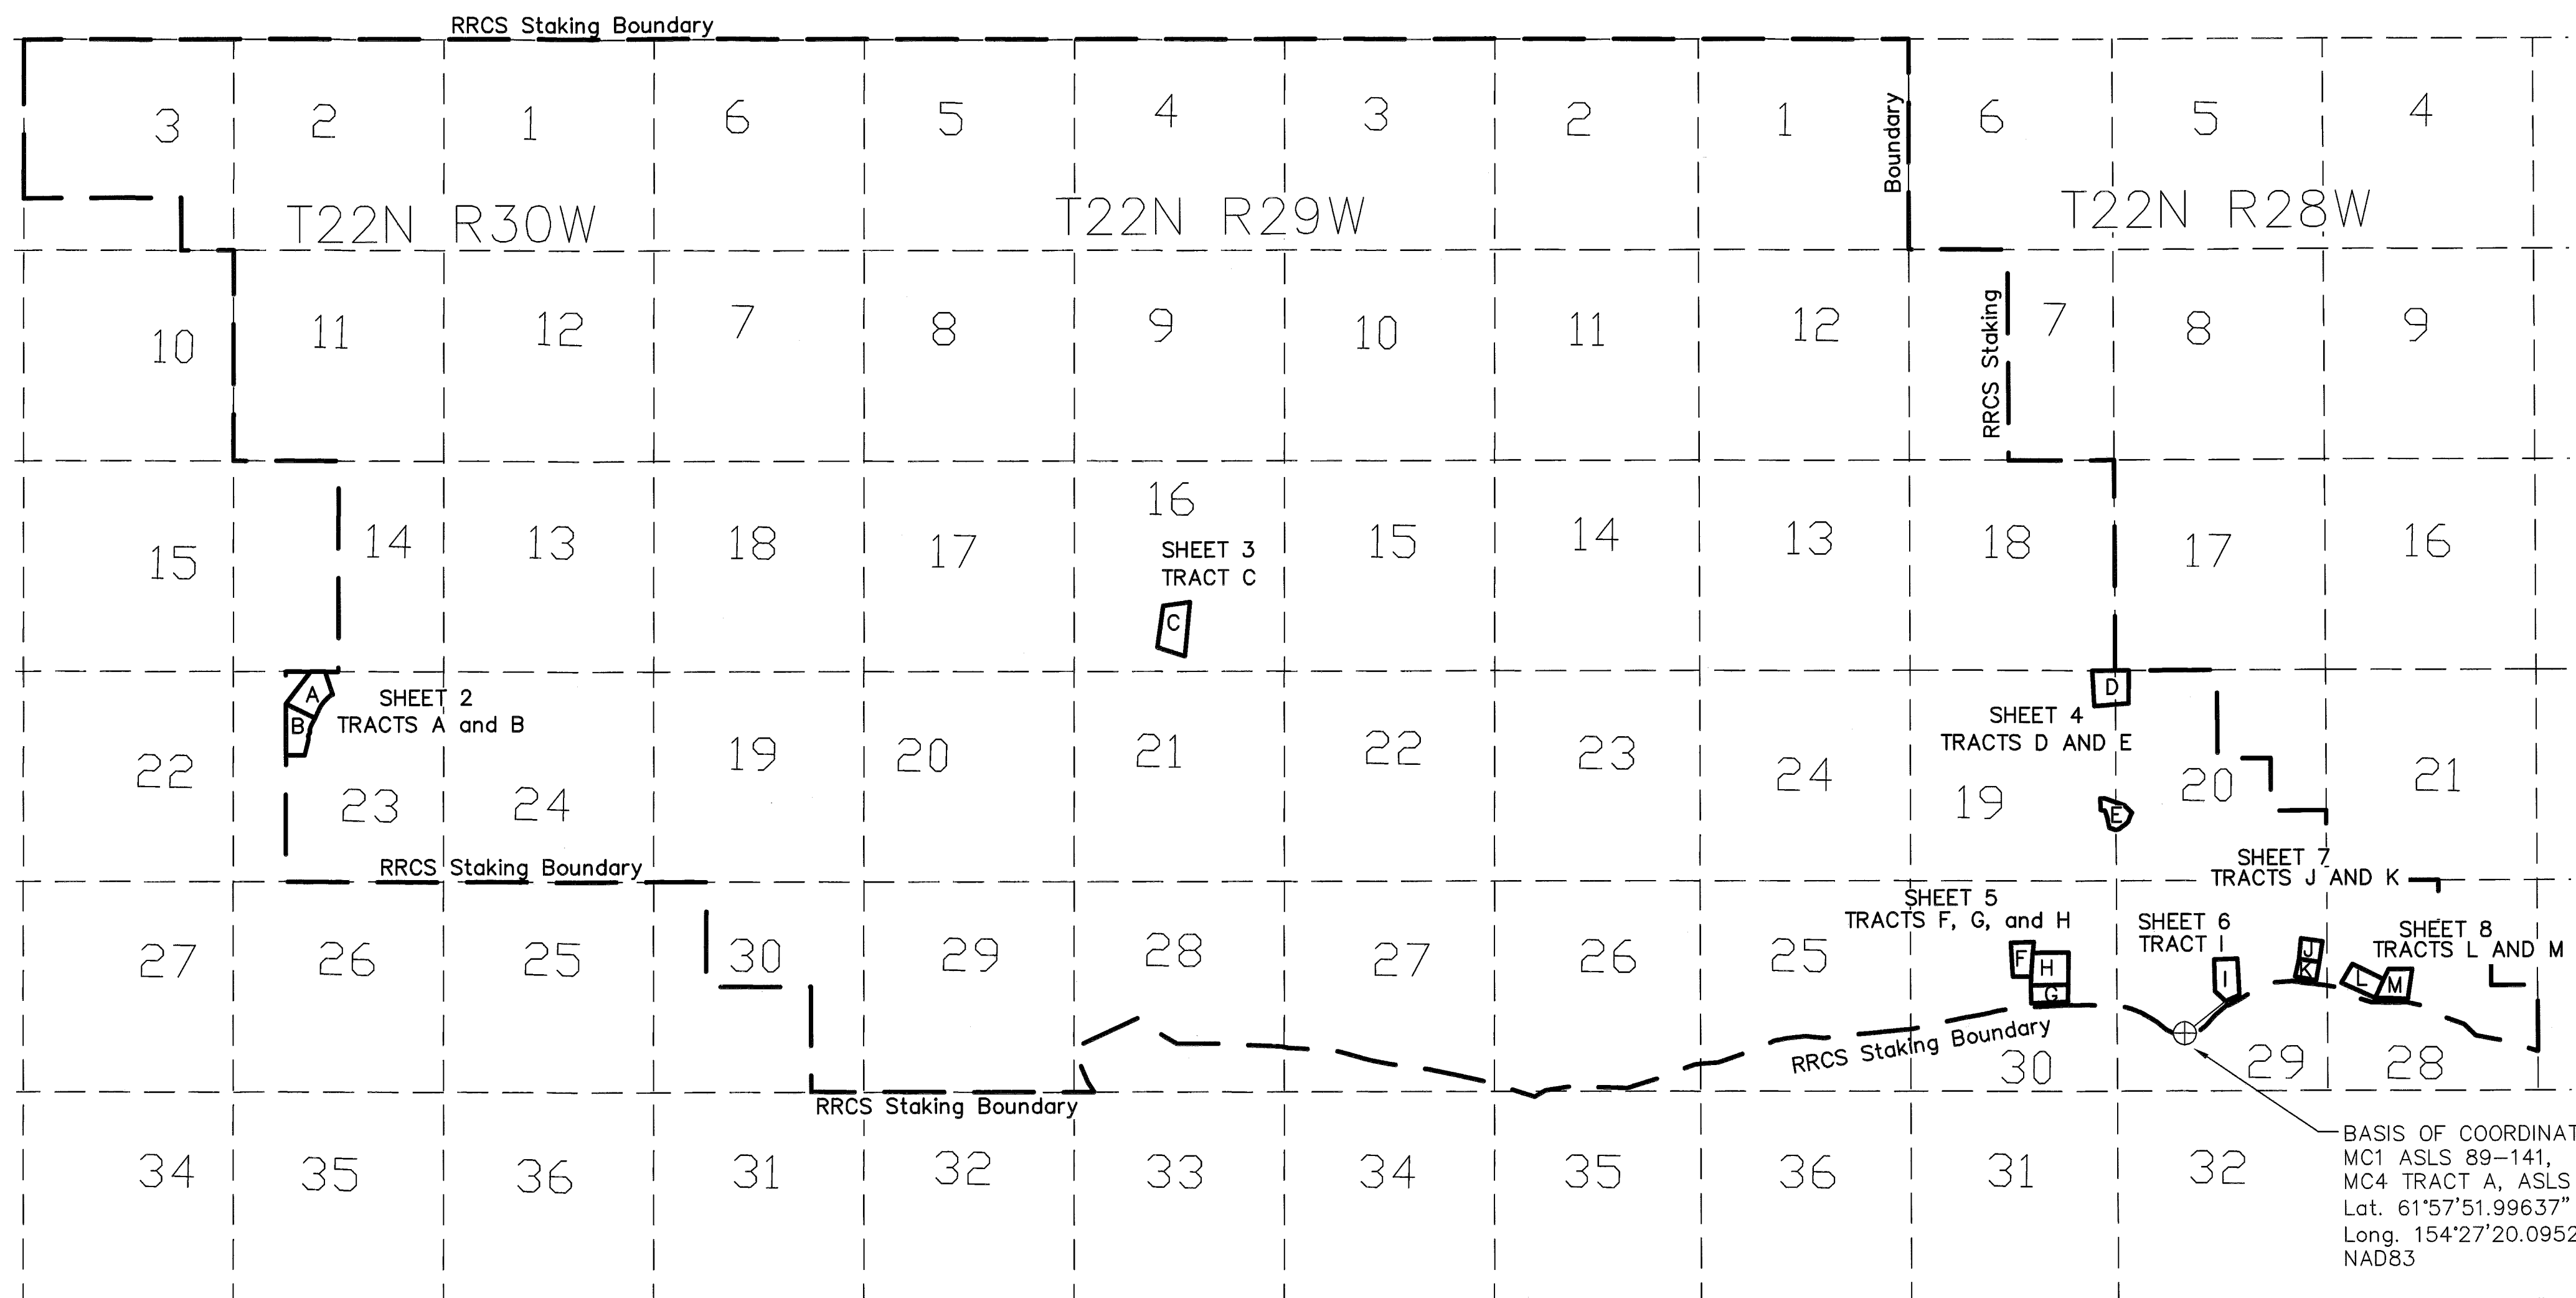 RRCS Staking Boundary
3
2
1
6
5
4
3
2
1
Boundary
6
5
4
T22N R30W
T22N R29W
T22N R28W
10
11
12
7
8
9
10
11
12
RRCS Staking
7
8
9
15
14
13
18
17
16
SHEET 3
TRACT C
C
15
14
13
18
17
16
A
B
SHEET 2
TRACTS A and B
D
SHEET 4
TRACTS D AND E
22
23
24
19
20
21
22
23
24
19
E
20
21
RRCS Staking Boundary
SHEET 7
TRACTS J AND K
SHEET 5
TRACTS F, G, and H
SHEET 6
TRACT I
SHEET 8
TRACTS L AND M
27
26
25
30
29
28
27
26
25
F
H
G
I
J
K
L
M
RRCS Staking Boundary
30
29
28
RRCS Staking Boundary
34
35
36
31
32
33
34
35
36
31
32
BASIS OF COORDINAT
MC1 ASLS 89-141,
MC4 TRACT A, ASLS
Lat. 61°57'51.99637"
Long. 154°27'20.0952
NAD83